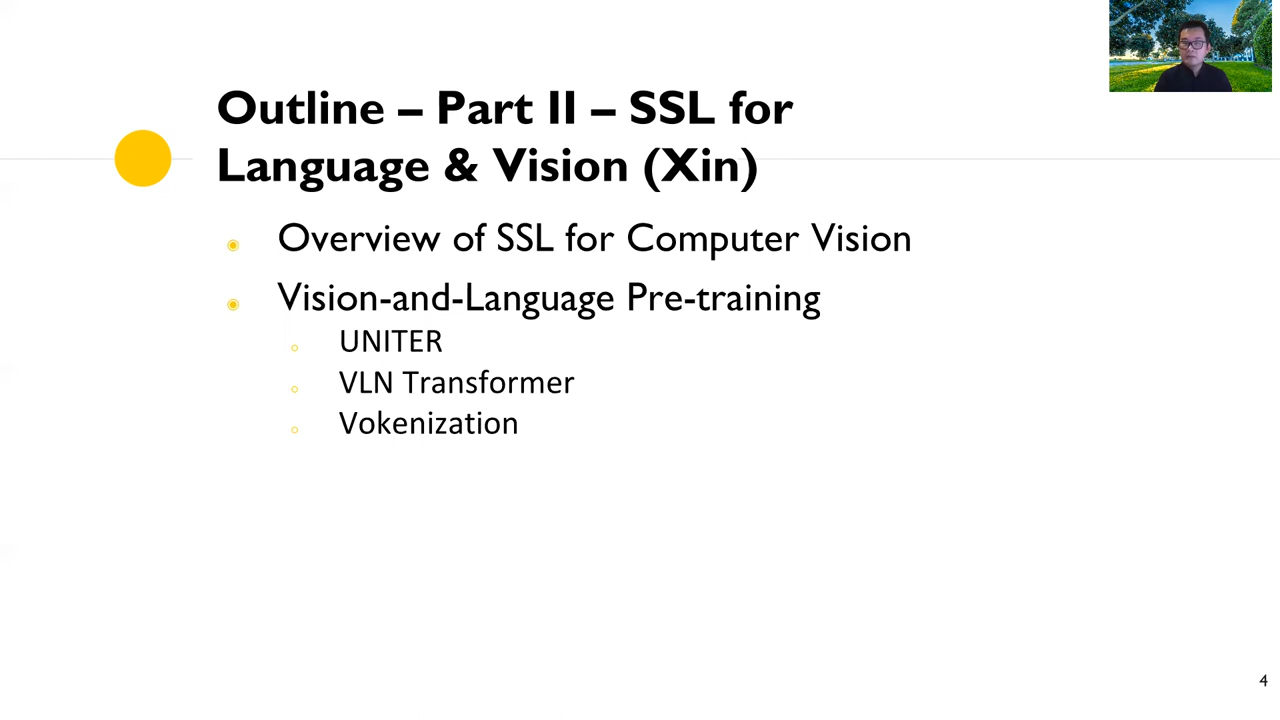 Outline – Part II – SSL for
Language & Vision (Xin)
Overview of SSL for Computer Vision
Vision-and-Language Pre-training
UNITER
VLN Transformer
Vokenization
4